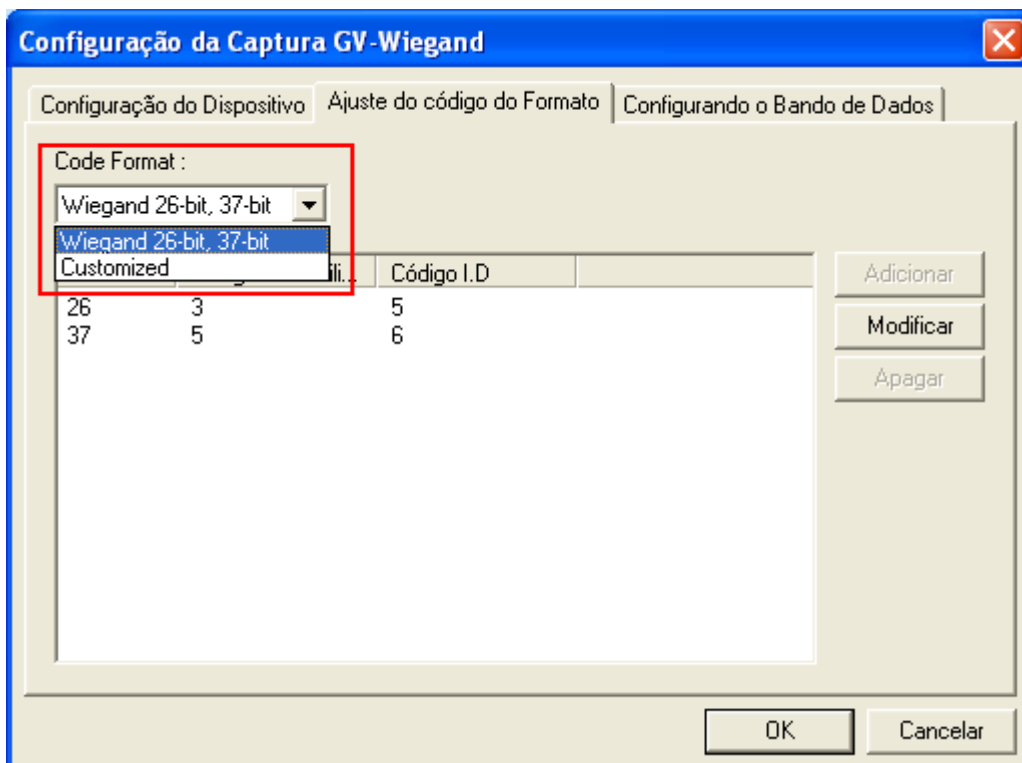 Configuração da Captura GV-Wiegand
Configuração do Dispositivo Ajuste do código do Formato Configurando o Bando de Dados
Code Format :
Wiegand 26-bit, 37-bit
Wiegand 26-bit, 37-bit
Customized
Código I.D
Adicionar
26 3 5
37 5 6
Modificar
Apagar
OK Cancelar